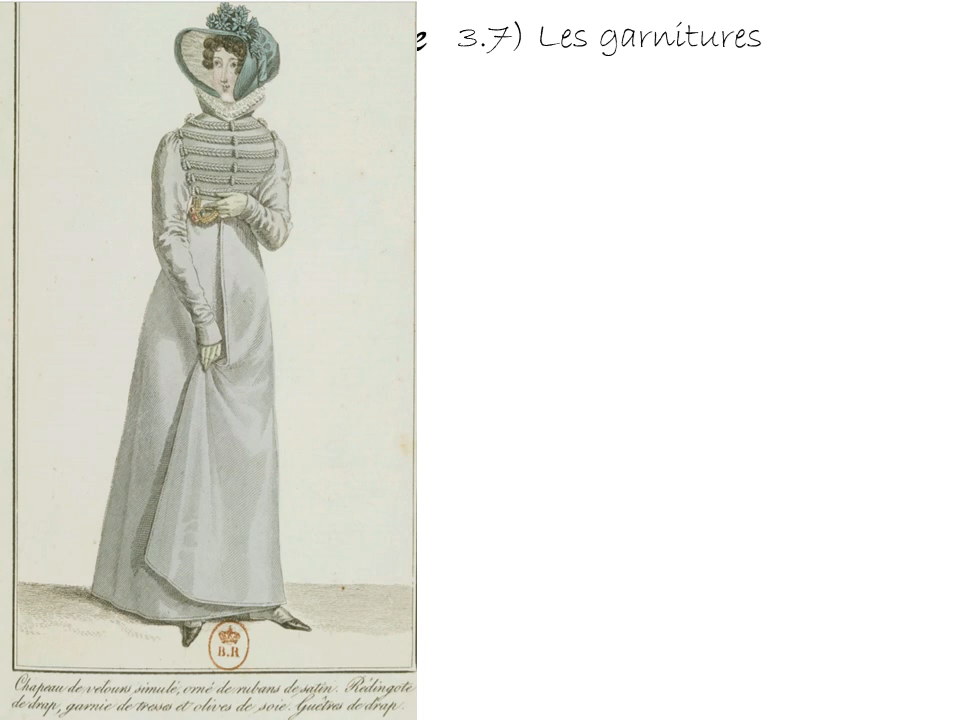 e 3.7) Les garnitures
B.R
Chapeau de velours simulé, orné de rubans de satin. Rédingote
de drap, garnie de tresses et olives de soie. Guêtres de drap.